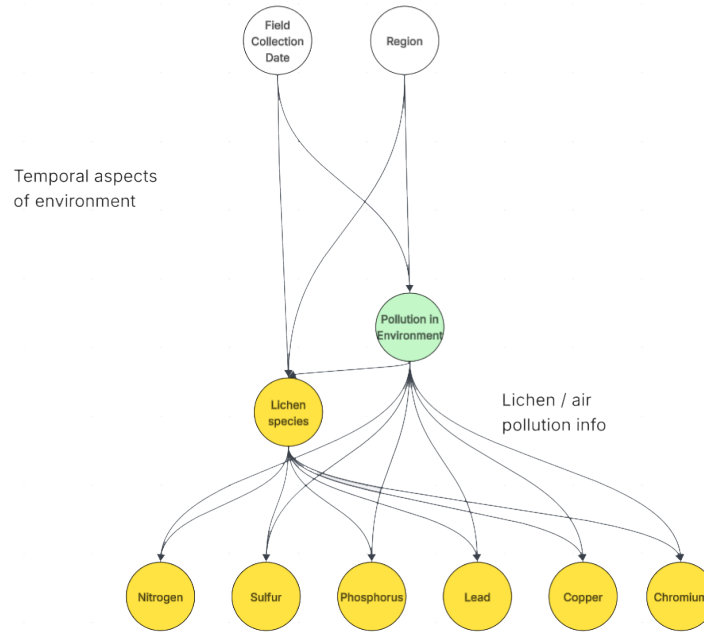 Field
Collection
Date
Region
Temporal aspects
of environment
Pollution in
Environment
Lichen
species
Lichen / air
pollution info
Nitrogen
Sulfur
Phosphorus
Lead
Copper
Chromium